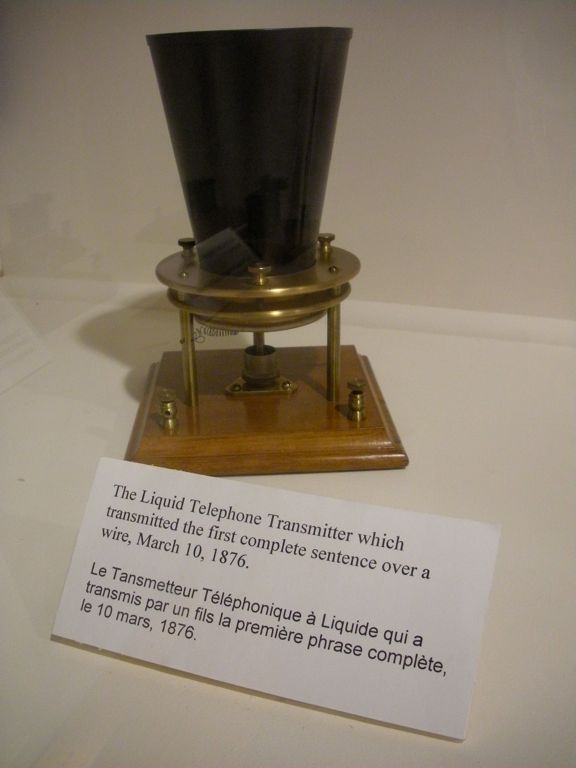 The Liquid Telephone Transmitter which
transmitted the first complete sentence over a
wire, March 10, 1876.
Le Tansmetteur Téléphonique à Liquide qui a
transmis par un fils la première phrase complète,
le 10 mars, 1876.